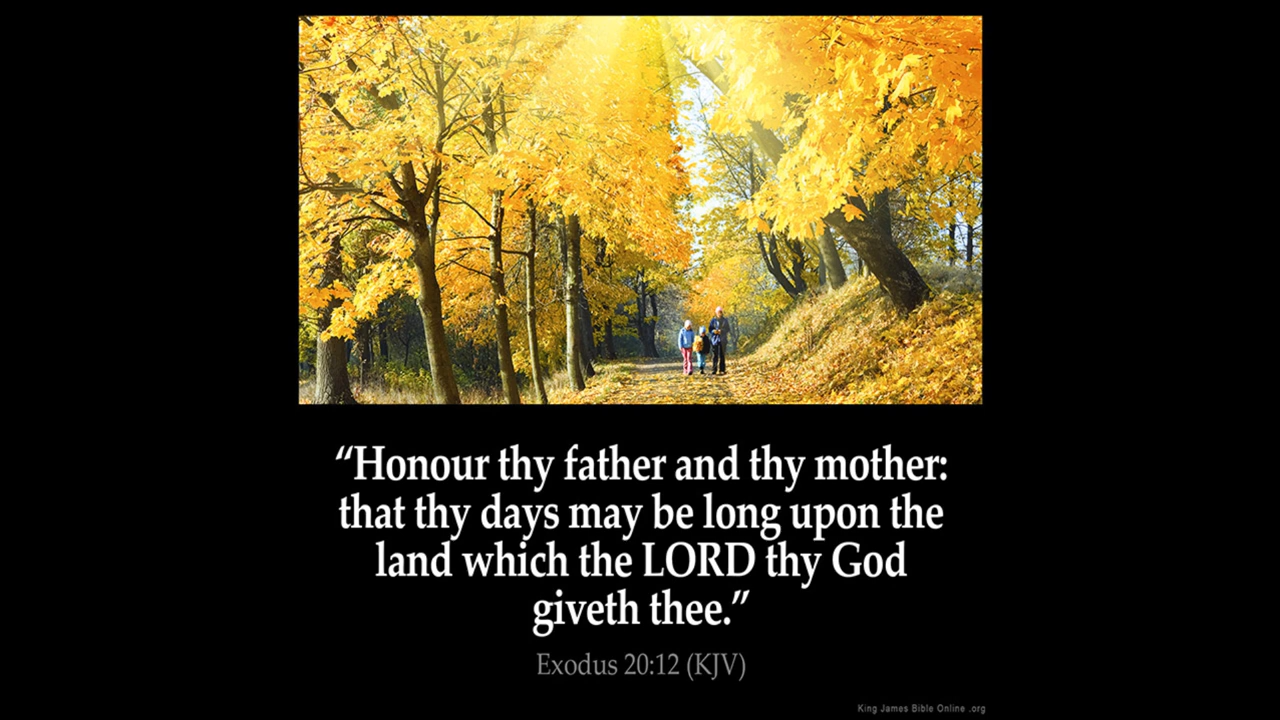 “Honour thy father and thy mother:
that thy days may be long upon the
land which the LORD thy God
giveth thee.”
Exodus 20:12 (KJV)
King James Bible Online .org